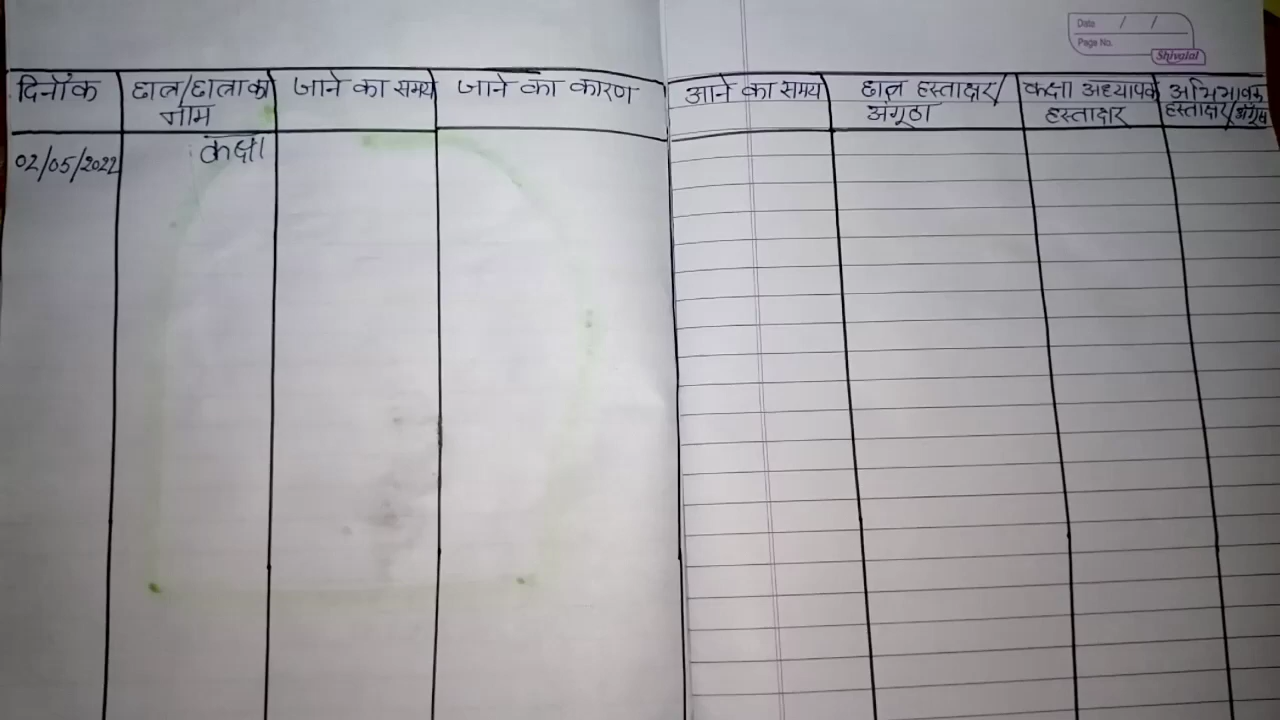 Date / /
Page No.
Shivalal
दिनाँक
छात्र/छात्रा का
नाम
जाने का समय
जाने का कारण
आने का समय
छात्र हस्ताक्षर/
अंगूठा
कक्षा अध्यापक
हस्ताक्षर
अभिभावक
हस्ताक्षर/अंगूठा
02/05/2022
कक्षा